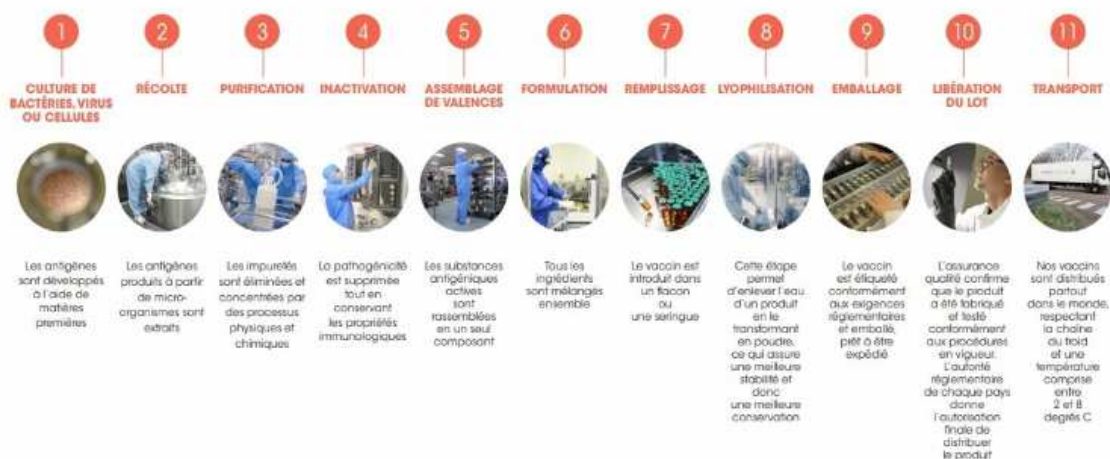 1
CULTURE DE
BACTÉRIES, VIRUS
OU CELLULES
Les antigènes
sont développés
à l'aide de
matières
premières
2
RÉCOLTE
Les antigènes
produits à partir
de micro-
organismes sont
extraits
3
PURIFICATION
Les impuretés
sont éliminées et
concentrées par
des processus
physiques et
chimiques
4
INACTIVATION
La pathogénicité
est supprimée
tout en
conservant
les propriétés
immunologiques
5
ASSEMBLAGE
DE VALENCES
Les substances
antigéniques
actives
sont
rassemblées
en un seul
composant
6
FORMULATION
Tous les
ingrédients
sont mélangés
ensemble
7
REMPLISSAGE
Le vaccin est
introduit dans
un flacon
ou
une seringue
8
LYOPHILISATION
Cette étape
permet
d'enlever l'eau
d'un produit
en le
transformant
en poudre,
ce qui assure
une meilleure
stabilité et
donc
une meilleure
conservation
9
EMBALLAGE
Le vaccin
est étiqueté
conformément
aux exigences
réglementaires
et emballé,
prêt à être
expédié
10
LIBÉRATION
DU LOT
L'assurance
qualité confirme
que le produit
a été fabriqué
et testé
conformément
aux procédures
en vigueur.
L'autorité
réglementaire
de chaque pays
donne
l'autorisation
finale de
distribuer
le produit
11
TRANSPORT
Nos vaccins
sont distribués
partout
dans le monde,
respectant
la chaîne
du froid
et une
température
comprise
entre
2 et 8
degrés C